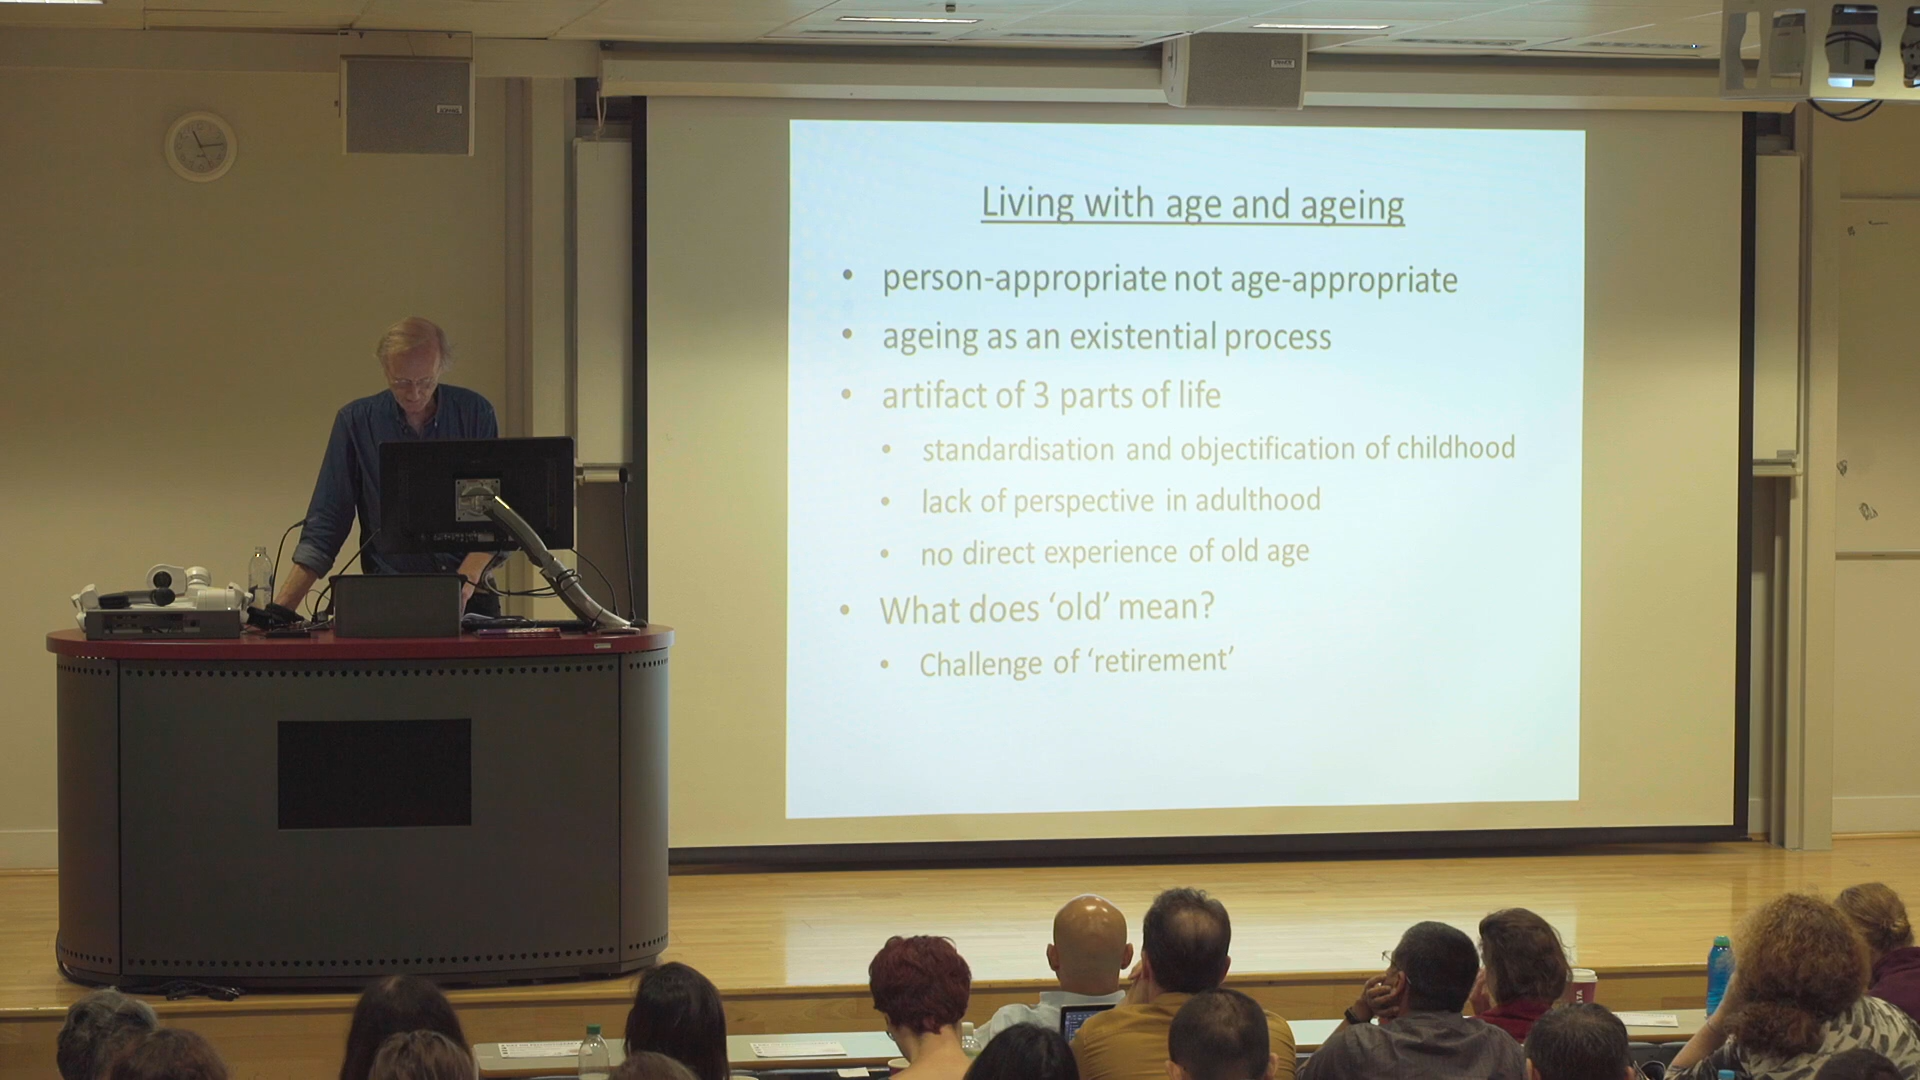 Living with age and ageing
• person-appropriate not age-appropriate
• ageing as an existential process
• artifact of 3 parts of life
• standardisation and objectification of childhood
• lack of perspective in adulthood
• no direct experience of old age
• What does ‘old’ mean?
• Challenge of ‘retirement’